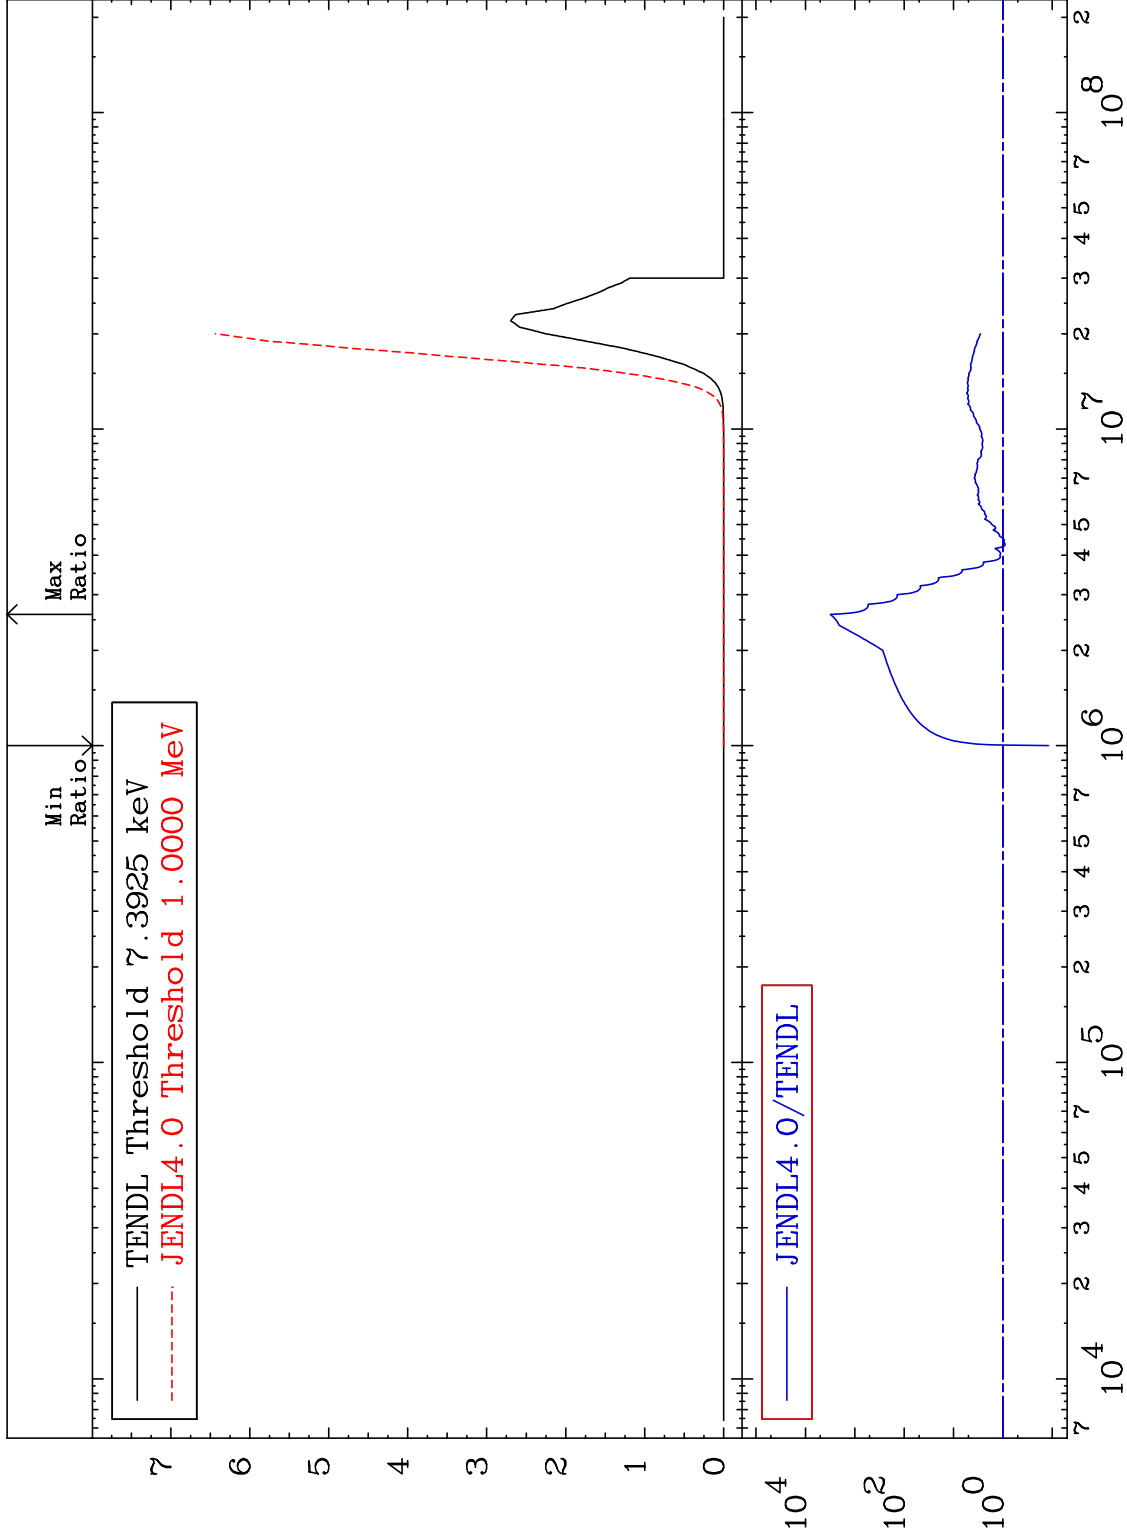 Min
Ratio
Max
Ratio
TENDL Threshold 7.3925 keV
JENDL4.0 Threshold 1.0000 MeV
7
6
5
4
3
2
1
0
JENDL4.0/TENDL
10^4
10^2
10^0
7 10^4 2 3 4 5 7 10^5 2 3 4 5 7 10^6 2 3 4 5 7 10^7 2 3 4 5 7 10^8 2